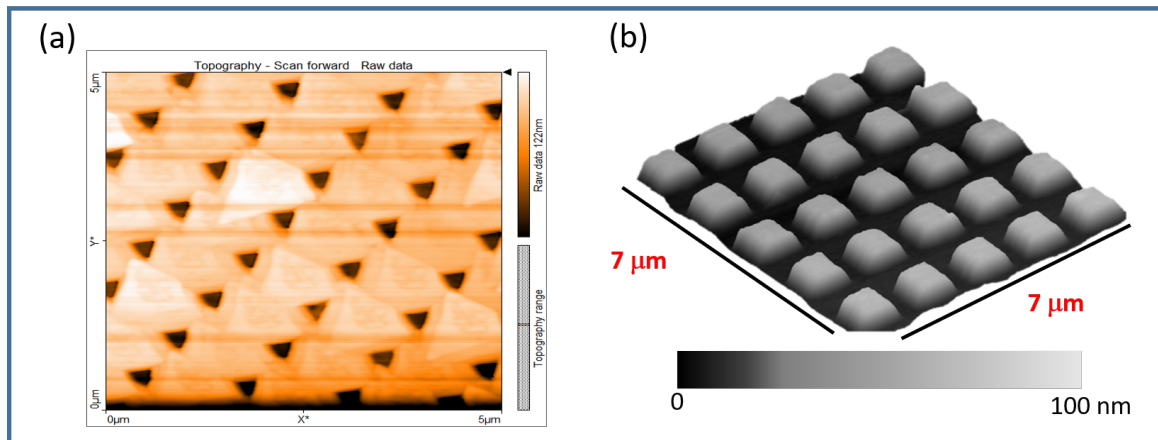 (a)
Topography - Scan forward Raw data
5µm
Y*
0µm
0µm
X*
5µm
Raw data 122nm
Topography range
(b)
7 μm
7 μm
0
100 nm